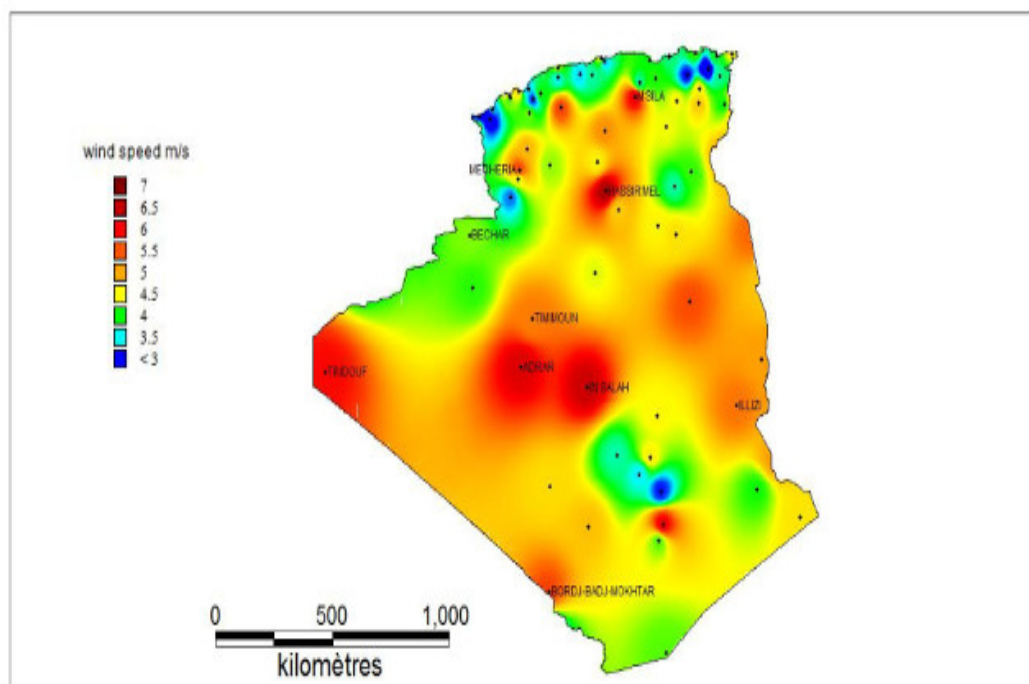 wind speed m/s
7
6.5
6
5.5
5
4.5
4
3.5
< 3
M'SILA
MECHERIA
HASSIR'MEL
BECHAR
TIMIMOUN
TINDOUF
ADRAR
IN SALAH
ILLIZI
BORDJ-BADJ-MOKHTAR
0 500 1,000
kilomètres